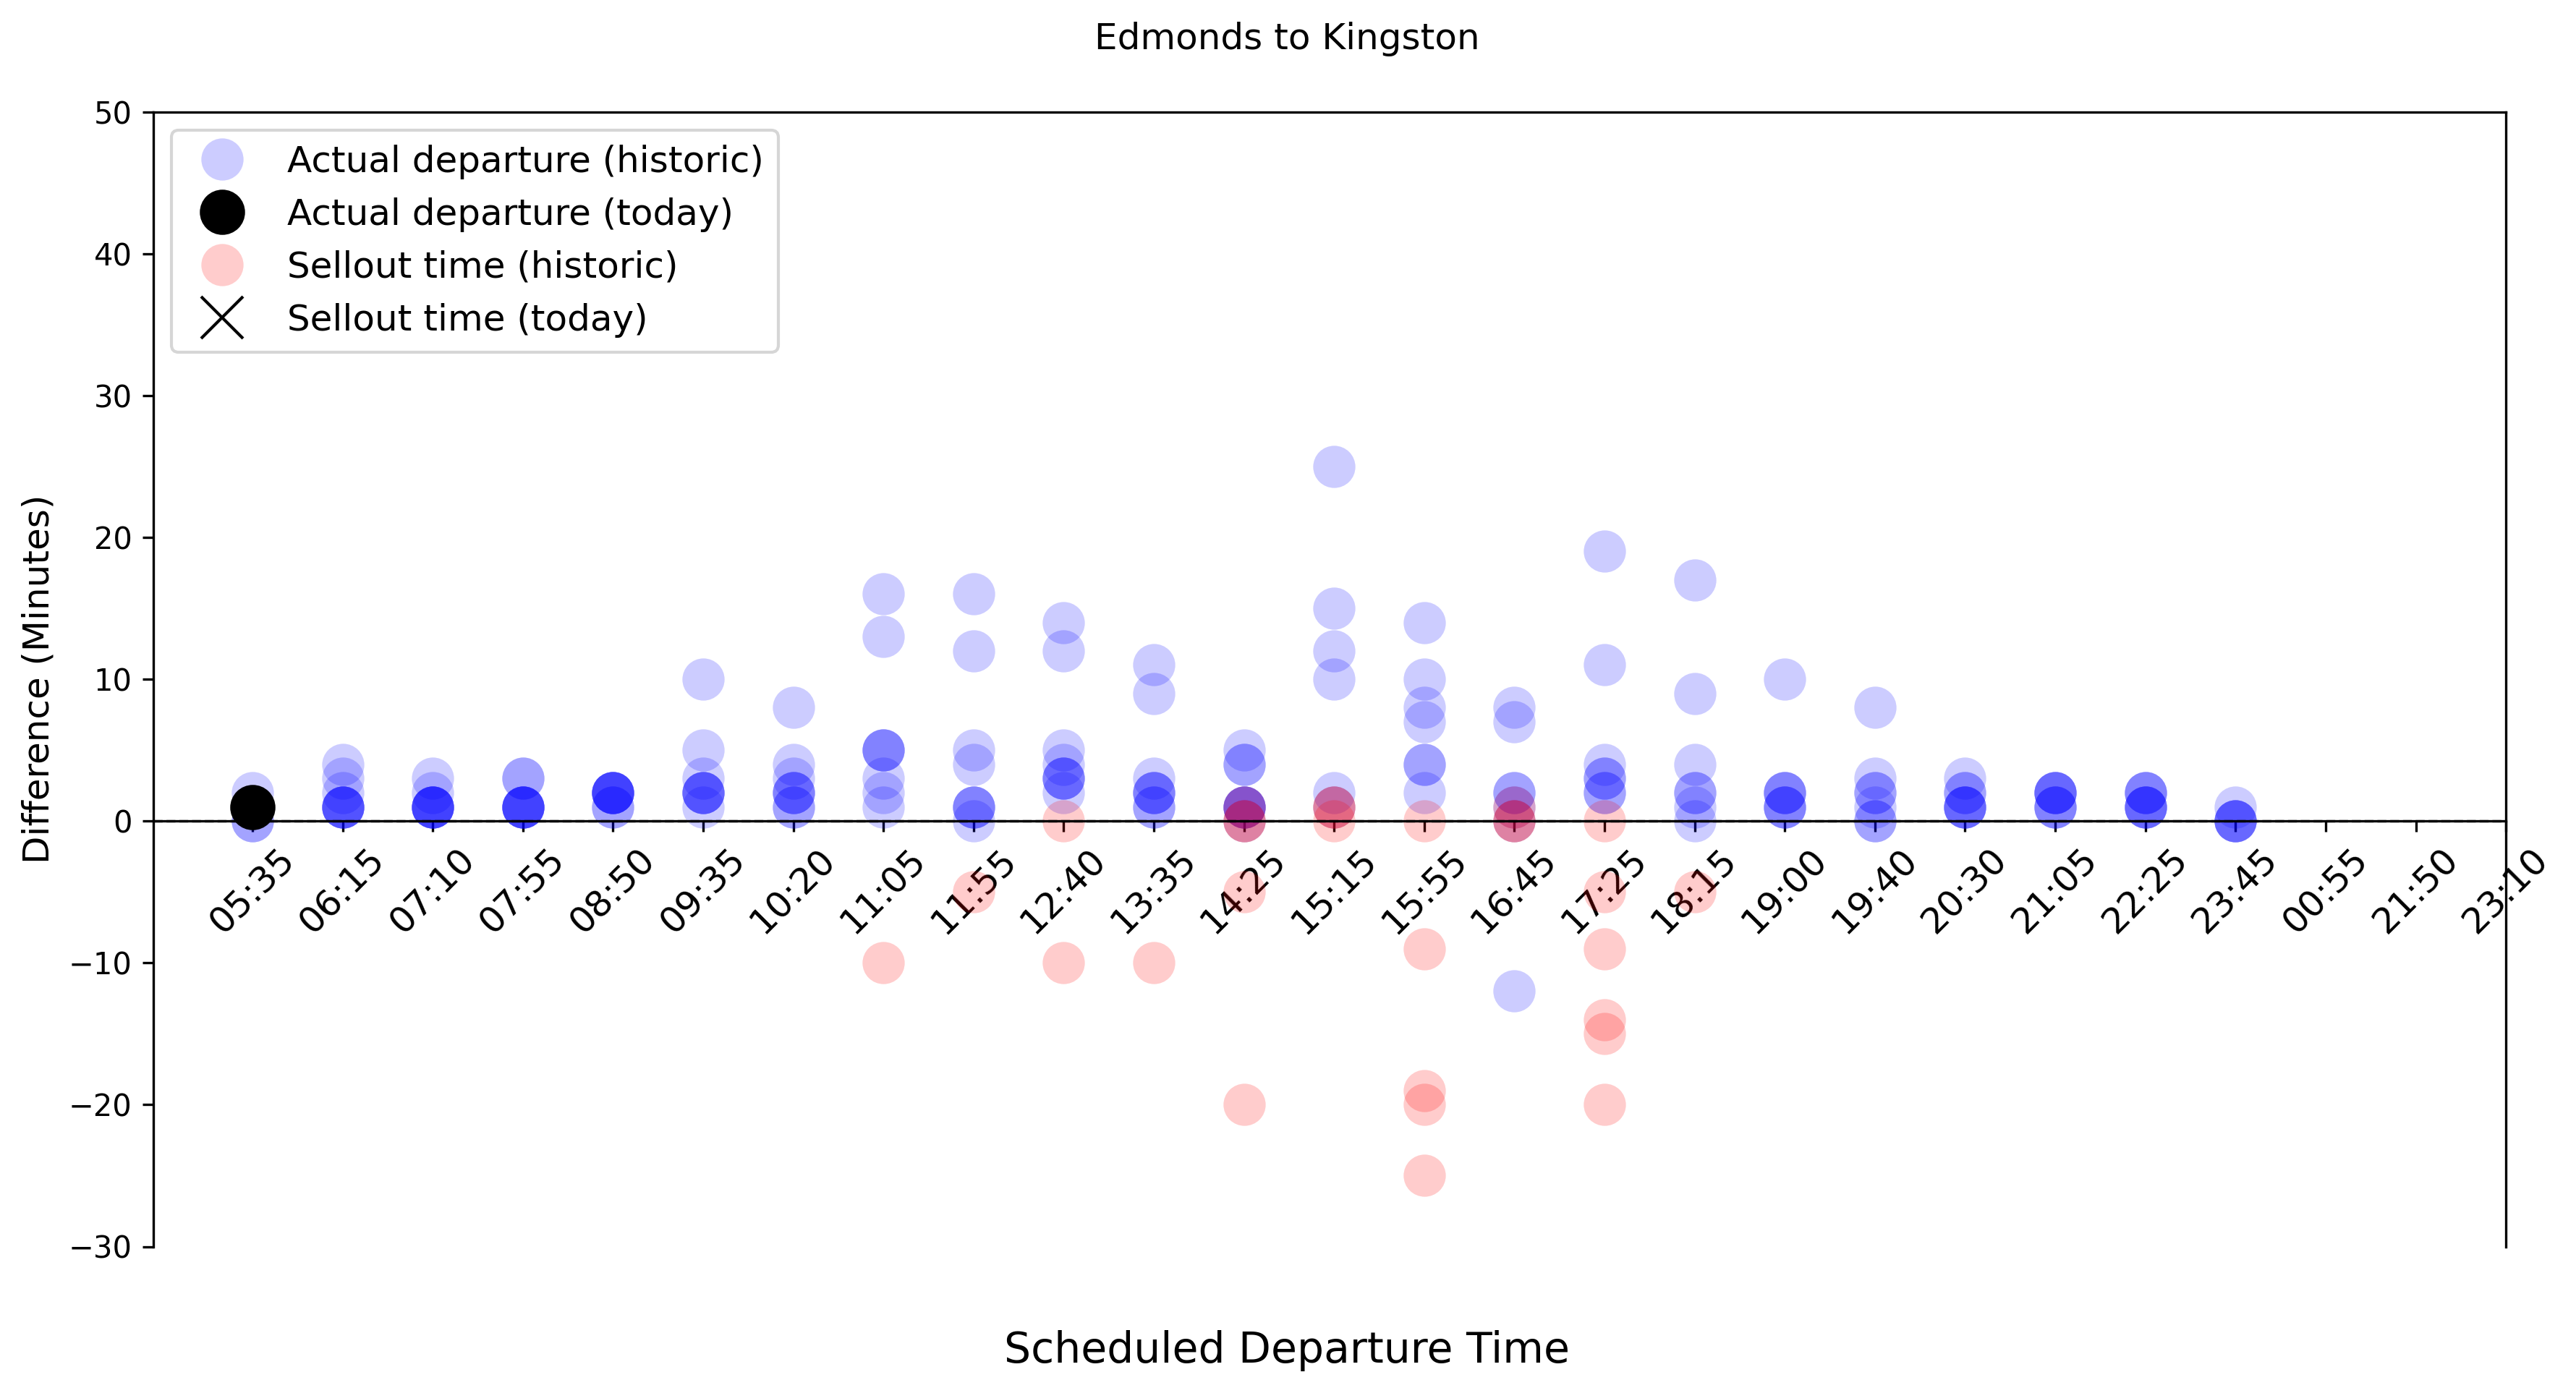 Edmonds to Kingston
50
40
30
20
10
0
−10
−20
−30
Difference (Minutes)
Actual departure (historic)
Actual departure (today)
Sellout time (historic)
Sellout time (today)
05:35 06:15 07:10 07:55 08:50 09:35 10:20 11:05 11:55 12:40 13:35 14:25 15:15 15:55 16:45 17:25 18:15 19:00 19:40 20:30 21:05 22:25 23:45 00:55 21:50 23:10
Scheduled Departure Time